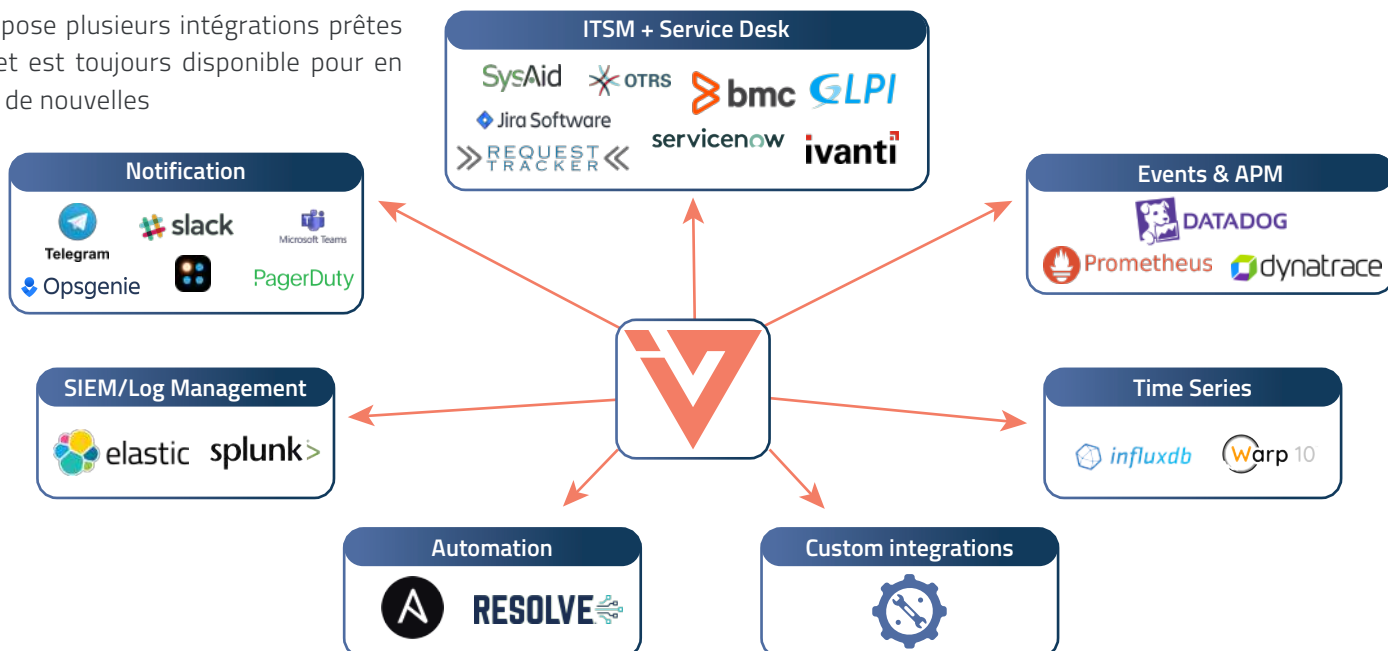 pose plusieurs intégrations prêtes
et est toujours disponible pour en
de nouvelles
ITSM + Service Desk
SysAid
OTRS
bmc
GLPI
Jira Software
servicenow
ivanti
REQUEST
TRACKER
Notification
Telegram
slack
Microsoft Teams
Opsgenie
PagerDuty
Events & APM
DATADOG
Prometheus
dynatrace
SIEM/Log Management
elastic
splunk>
Time Series
influxdb
Warp 10
Automation
A
RESOLVE
Custom integrations